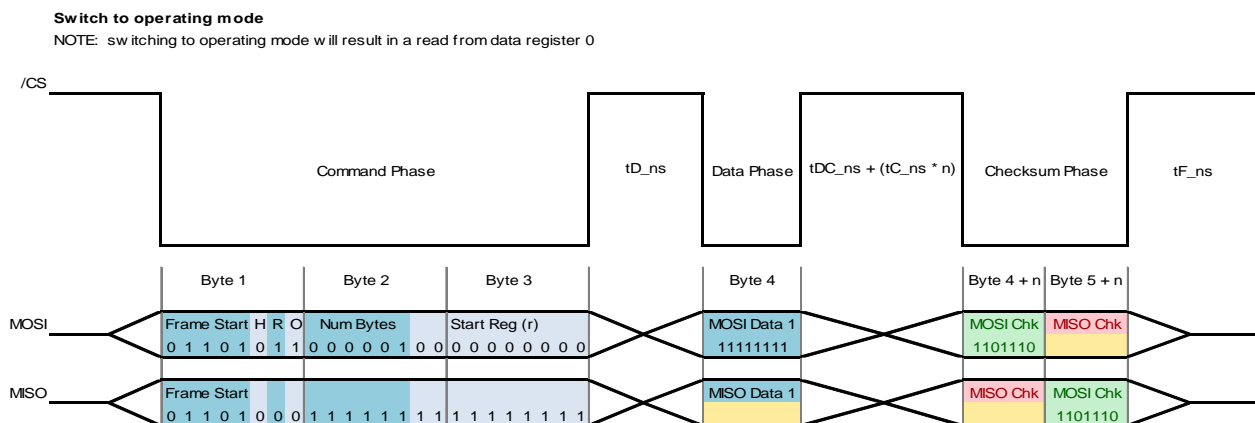 Switch to operating mode
NOTE: switching to operating mode will result in a read from data register 0
/CS
Command Phase
tD_ns
Data Phase
tDC_ns + (tC_ns * n)
Checksum Phase
tF_ns
Byte 1 Byte 2 Byte 3 Byte 4 Byte 4 + n Byte 5 + n
MOSI
Frame Start H R O Num Bytes Start Reg (r) MOSI Data 1 MOSI Chk MISO Chk
0 1 1 0 1 0 1 1 0 0 0 0 0 1 0 0 0 0 0 0 0 0 0 0 11111111 1101110
MISO
Frame Start MISO Data 1 MISO Chk MOSI Chk
0 1 1 0 1 0 0 0 1 1 1 1 1 1 1 1 1 1 1 1 1 1 1 1 1101110